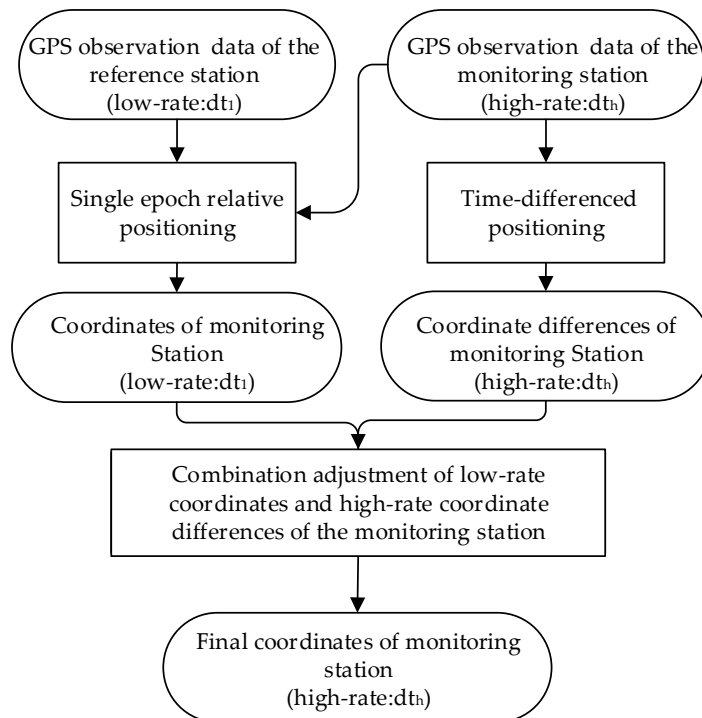 GPS observation data of the
reference station
(low-rate:dt₁)
GPS observation data of the
monitoring station
(high-rate:dtₕ)
Single epoch relative
positioning
Time-differenced
positioning
Coordinates of monitoring
Station
(low-rate:dt₁)
Coordinate differences of
monitoring Station
(high-rate:dtₕ)
Combination adjustment of low-rate
coordinates and high-rate coordinate
differences of the monitoring station
Final coordinates of monitoring
station
(high-rate:dtₕ)